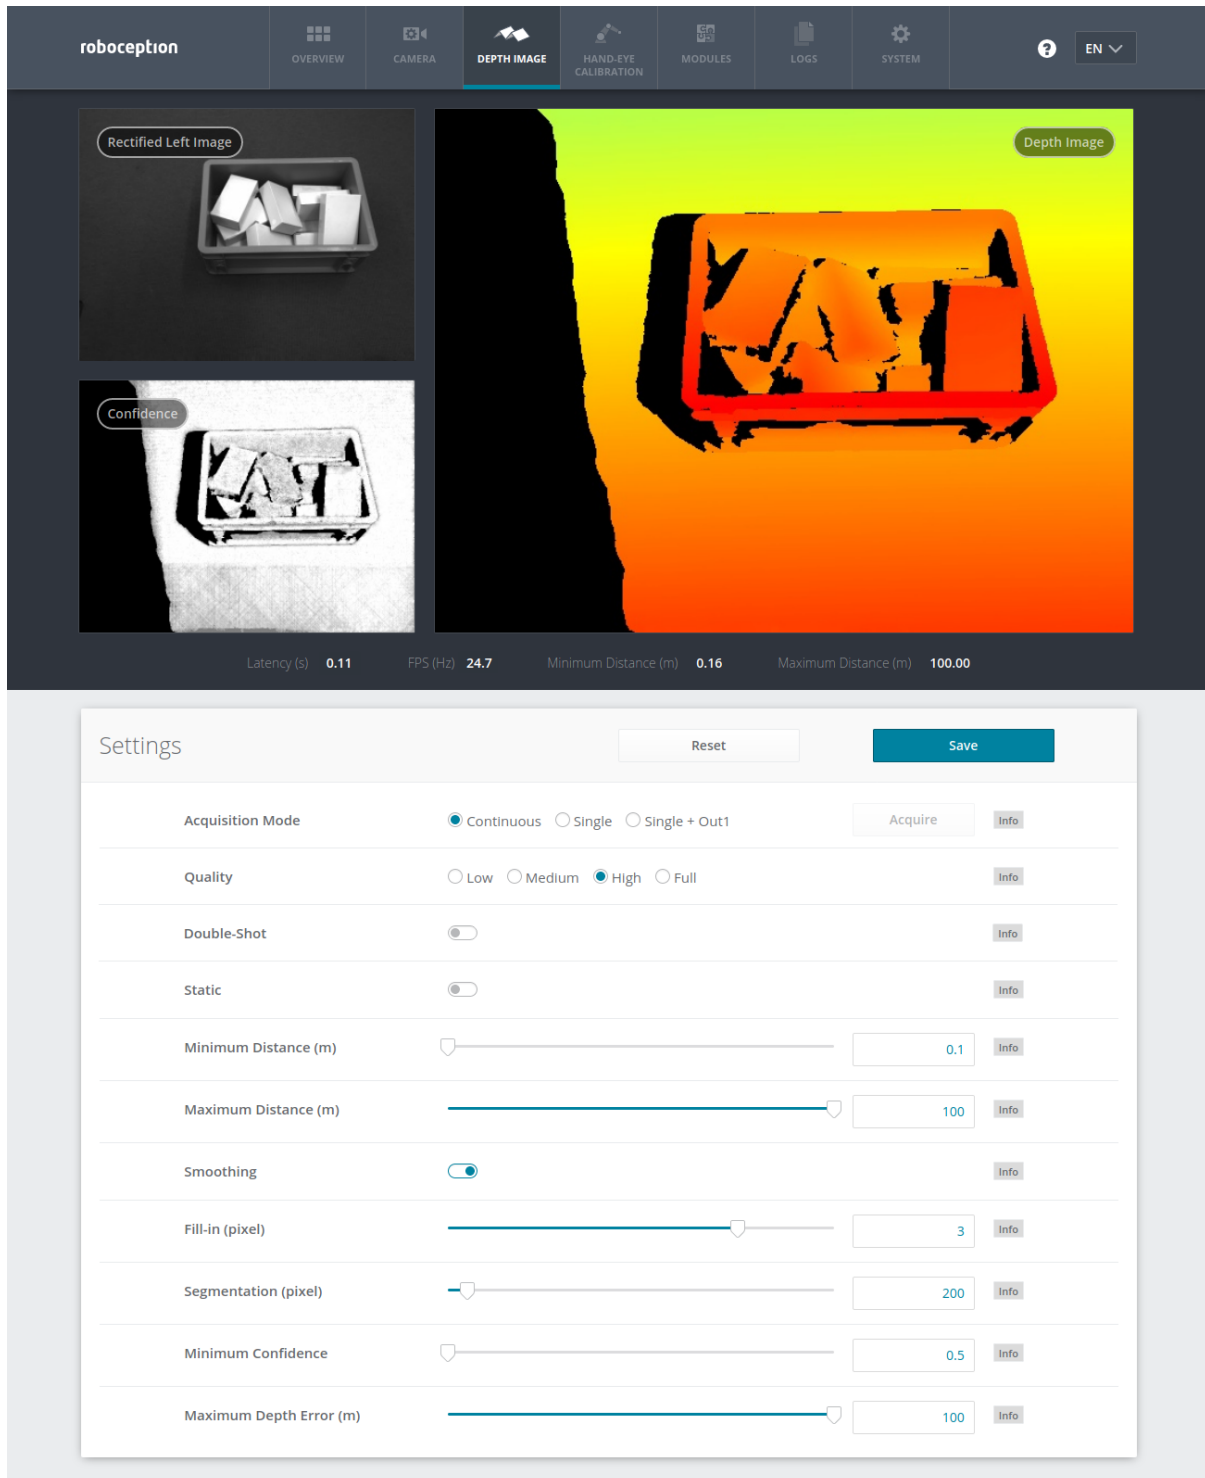 roboception
OVERVIEW
CAMERA
DEPTH IMAGE
HAND-EYE
CALIBRATION
MODULES
LOGS
SYSTEM
?
EN
Rectified Left Image
Depth Image
Confidence
Latency (s) 0.11 FPS (Hz) 24.7 Minimum Distance (m) 0.16 Maximum Distance (m) 100.00
Settings Reset Save
Acquisition Mode Continuous Single Single + Out1 Acquire Info
Quality Low Medium High Full Info
Double-Shot Info
Static Info
Minimum Distance (m) 0.1 Info
Maximum Distance (m) 100 Info
Smoothing Info
Fill-in (pixel) 3 Info
Segmentation (pixel) 200 Info
Minimum Confidence 0.5 Info
Maximum Depth Error (m) 100 Info